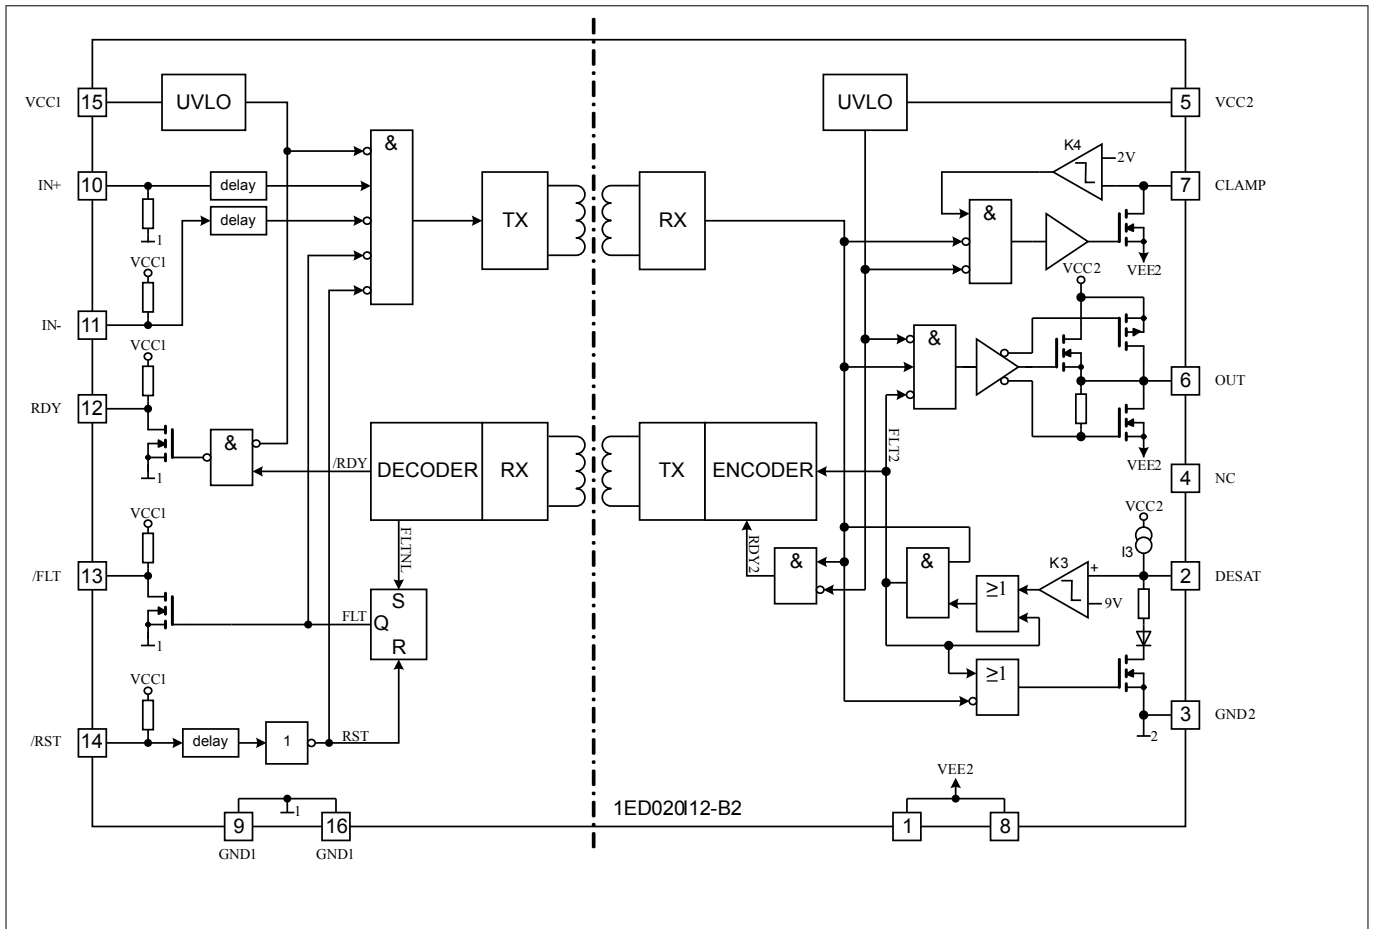 VCC1 15 UVLO
UVLO 5 VCC2
&
K4
2V
IN+ 10 delay
7 CLAMP
delay
TX
RX
&
1
VCC1
VEE2
VCC2
IN- 11
VCC1
&
6 OUT
RDY 12
&
/RDY DECODER RX
TX ENCODER
FLT2
VEE2
4 NC
1
VCC1
VCC2
FLTNL
RDY2
I3
&
&
≥1
K3
+
9V
/FLT 13
2 DESAT
S
FLT Q
R
1
≥1
VCC1
3 GND2
2
/RST 14 delay 1 RST
VEE2
1
1ED020I12-B2
9 16
1 8
GND1 GND1